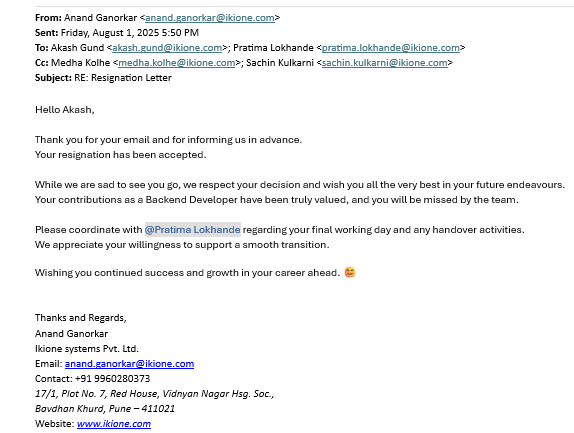 From: Anand Ganorkar <anand.ganorkar@ikione.com>
Sent: Friday, August 1, 2025 5:50 PM
To: Akash Gund <akash.gund@ikione.com>; Pratima Lokhande <pratima.lokhande@ikione.com>
Cc: Medha Kolhe <medha.kolhe@ikione.com>; Sachin Kulkarni <sachin.kulkarni@ikione.com>
Subject: RE: Resignation Letter
Hello Akash,
Thank you for your email and for informing us in advance.
Your resignation has been accepted.
While we are sad to see you go, we respect your decision and wish you all the very best in your future endeavours.
Your contributions as a Backend Developer have been truly valued, and you will be missed by the team.
Please coordinate with @Pratima Lokhande regarding your final working day and any handover activities.
We appreciate your willingness to support a smooth transition.
Wishing you continued success and growth in your career ahead. 😊
Thanks and Regards,
Anand Ganorkar
Ikione systems Pvt. Ltd.
Email: anand.ganorkar@ikione.com
Contact: +91 9960280373
17/1, Plot No. 7, Red House, Vidnyan Nagar Hsg. Soc.,
Bavdhan Khurd, Pune – 411021
Website: www.ikione.com